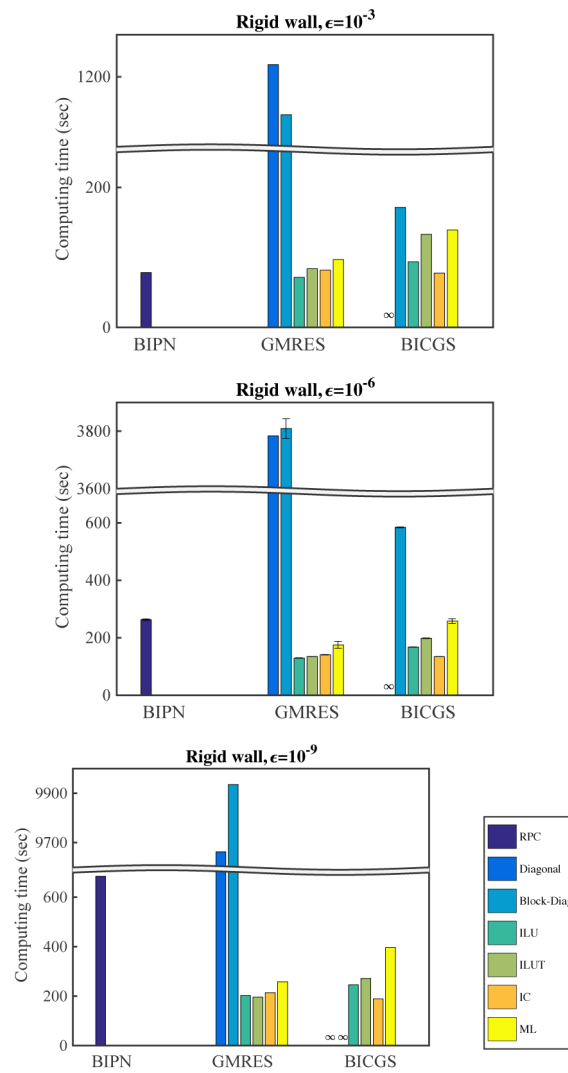 Rigid wall, ϵ=10⁻³
Computing time (sec)
1200
200
0
BIPN GMRES BICGS
∞
Rigid wall, ϵ=10⁻⁶
Computing time (sec)
3800
3600
600
400
200
0
BIPN GMRES BICGS
∞
Rigid wall, ϵ=10⁻⁹
Computing time (sec)
9900
9700
600
400
200
0
BIPN GMRES BICGS
∞ ∞
RPC
Diagonal
Block-Diag
ILU
ILUT
IC
ML